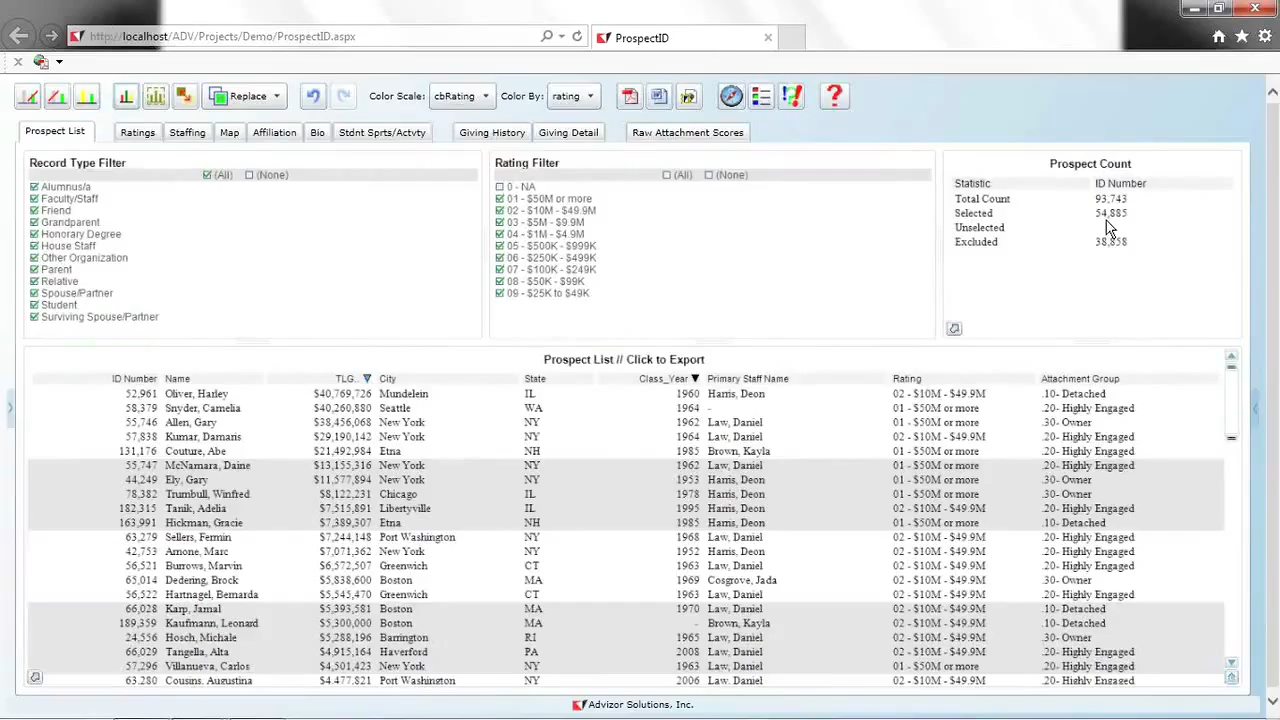 http://localhost/ADV/Projects/Demo/ProspectID.aspx
ProspectID
Replace
Color Scale: cbRating Color By: rating
Prospect List Ratings Staffing Map Affiliation Bio Stdnt Sprts/Actvty Giving History Giving Detail Raw Attachment Scores
Record Type Filter
(All) (None)
Alumnus/a
Faculty/Staff
Friend
Grandparent
Honorary Degree
House Staff
Other Organization
Parent
Relative
Spouse/Partner
Student
Surviving Spouse/Partner
Rating Filter
(All) (None)
0 - NA
01 - $50M or more
02 - $10M - $49.9M
03 - $5M - $9.9M
04 - $1M - $4.9M
05 - $500K - $999K
06 - $250K - $499K
07 - $100K - $249K
08 - $50K - $99K
09 - $25K to $49K
Prospect Count
Statistic ID Number
Total Count 93,743
Selected 54,885
Unselected
Excluded 38,858
Prospect List // Click to Export
ID Number Name TLG.. City State Class_Year Primary Staff Name Rating Attachment Group
52,961 Oliver, Harley $40,769,726 Mundelein IL 1960 Harris, Deon 02 - $10M - $49.9M .10- Detached
58,379 Snyder, Camelia $40,260,880 Seattle WA 1964 - 01 - $50M or more .20- Highly Engaged
55,746 Allen, Gary $38,456,068 New York NY 1962 Law, Daniel 01 - $50M or more .30- Owner
57,838 Kumar, Damaris $29,190,142 New York NY 1964 Law, Daniel 02 - $10M - $49.9M .20- Highly Engaged
131,176 Couture, Abe $21,492,984 Etna NH 1985 Brown, Kayla 01 - $50M or more .20- Highly Engaged
55,747 McNamara, Daine $13,155,316 New York NY 1962 Law, Daniel 01 - $50M or more .20- Highly Engaged
44,249 Ely, Gary $11,577,894 New York NY 1953 Harris, Deon 01 - $50M or more .30- Owner
78,382 Trumbull, Winfred $8,122,231 Chicago IL 1978 Harris, Deon 01 - $50M or more .30- Owner
182,315 Tanik, Adelia $7,515,891 Libertyville IL 1995 Harris, Deon 02 - $10M - $49.9M .20- Highly Engaged
163,991 Hickman, Gracie $7,389,307 Etna NH 1985 Harris, Deon 01 - $50M or more .10- Detached
63,279 Sellers, Fermin $7,244,148 Port Washington NY 1968 Law, Daniel 02 - $10M - $49.9M .20- Highly Engaged
42,753 Arnone, Marc $7,071,362 New York NY 1952 Harris, Deon 02 - $10M - $49.9M .20- Highly Engaged
56,521 Burrows, Marvin $6,572,507 Greenwich CT 1963 Law, Daniel 02 - $10M - $49.9M .20- Highly Engaged
65,014 Dedering, Brock $5,838,600 Boston MA 1969 Cosgrove, Jada 02 - $10M - $49.9M .30- Owner
56,522 Hartnagel, Bernarda $5,545,470 Greenwich CT 1963 Law, Daniel 02 - $10M - $49.9M .20- Highly Engaged
66,028 Karp, Jamal $5,393,581 Boston MA 1970 Law, Daniel 02 - $10M - $49.9M .10- Detached
189,359 Kaufmann, Leonard $5,300,000 Boston MA - Brown, Kayla 02 - $10M - $49.9M .10- Detached
24,556 Hosch, Michale $5,288,196 Barrington RI 1965 Law, Daniel 02 - $10M - $49.9M .30- Owner
66,029 Tangella, Alta $4,915,164 Haverford PA 2008 Law, Daniel 02 - $10M - $49.9M .20- Highly Engaged
57,296 Villanueva, Carlos $4,501,423 New York NY 1963 Law, Daniel 01 - $50M or more .20- Highly Engaged
63,280 Cousins, Augustina $4,477,821 Port Washington NY 2006 Law, Daniel 02 - $10M - $49.9M .20- Highly Engaged
Advizor Solutions, Inc.